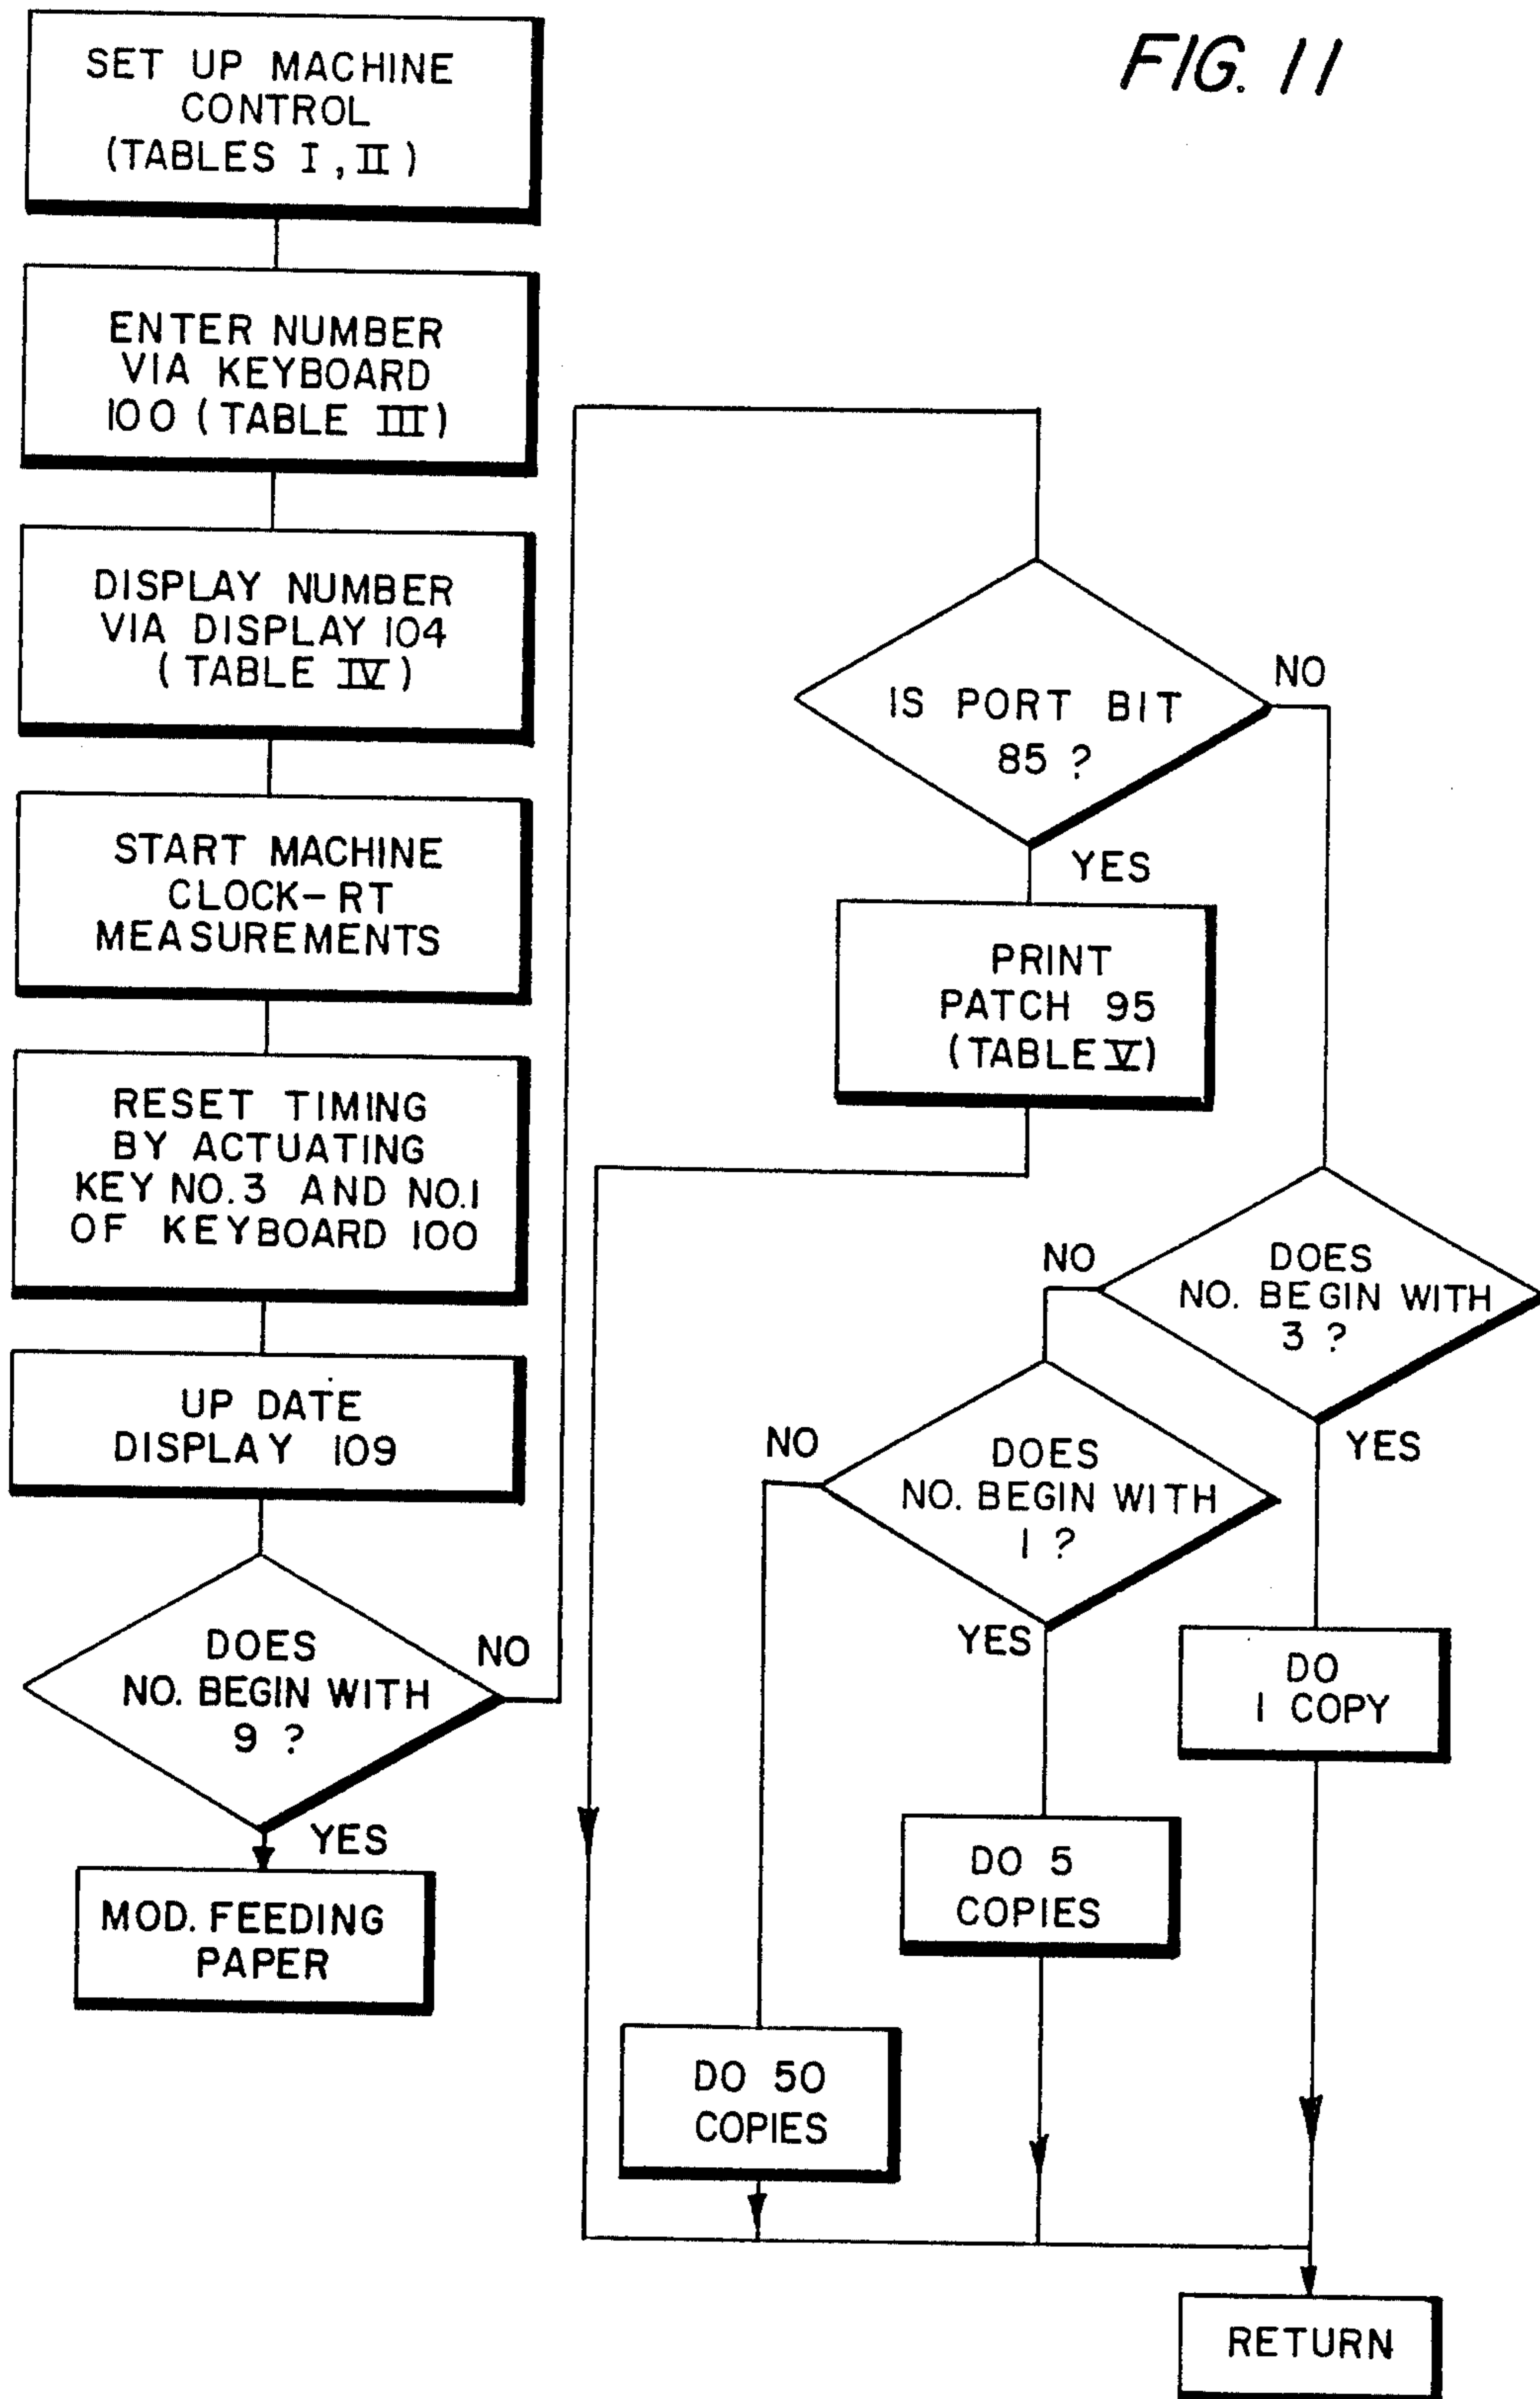 FIG. 11
SET UP MACHINE
CONTROL
(TABLES I, II)
ENTER NUMBER
VIA KEYBOARD
100 (TABLE III)
DISPLAY NUMBER
VIA DISPLAY 104
(TABLE IV)
START MACHINE
CLOCK-RT
MEASUREMENTS
RESET TIMING
BY ACTUATING
KEY NO.3 AND NO.1
OF KEYBOARD 100
UP DATE
DISPLAY 109
DOES
NO. BEGIN WITH
9 ?
NO
YES
MOD. FEEDING
PAPER
IS PORT BIT
85 ?
NO
YES
PRINT
PATCH 95
(TABLE V)
DOES
NO. BEGIN WITH
3 ?
NO
YES
DOES
NO. BEGIN WITH
1 ?
NO
YES
DO
1 COPY
DO 5
COPIES
DO 50
COPIES
RETURN